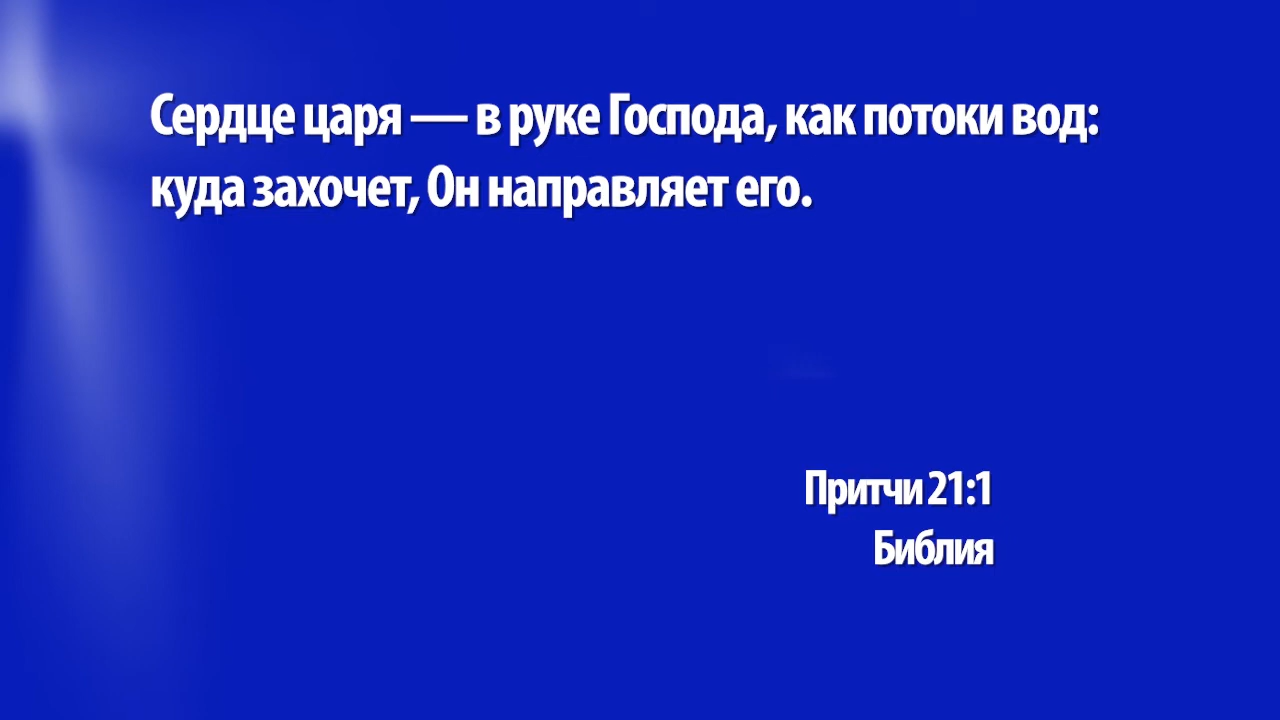 Сердце царя — в руке Господа, как потоки вод:
куда захочет, Он направляет его.
Притчи 21:1
Библия